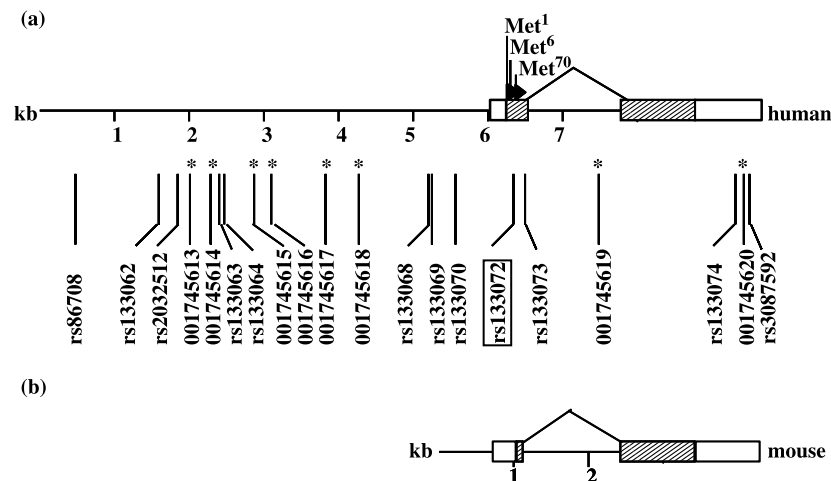 (a)
Met1
Met6
Met70
kb
human
1 2 3 4 5 6 7
* * * * * * * *
rs86708
rs133062
rs2032512
001745613
001745614
rs133063
rs133064
001745615
001745616
001745617
001745618
rs133068
rs133069
rs133070
rs133072
rs133073
001745619
rs133074
001745620
rs3087592
(b)
kb
mouse
1 2